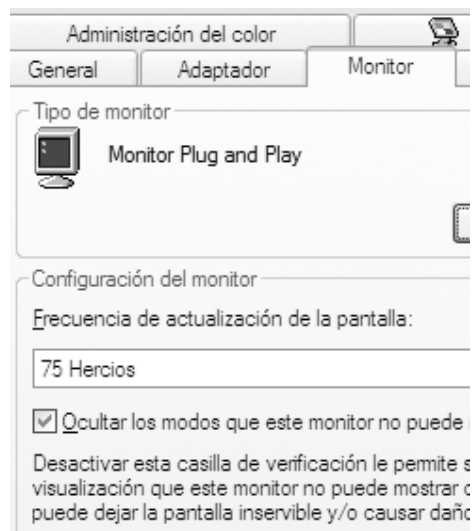 Administración del color
General
Adaptador
Monitor
Tipo de monitor
Monitor Plug and Play
Configuración del monitor
Frecuencia de actualización de la pantalla:
75 Hercios
Ocultar los modos que este monitor no puede
Desactivar esta casilla de verificación le permite
visualización que este monitor no puede mostrar
puede dejar la pantalla inservible y/o causar